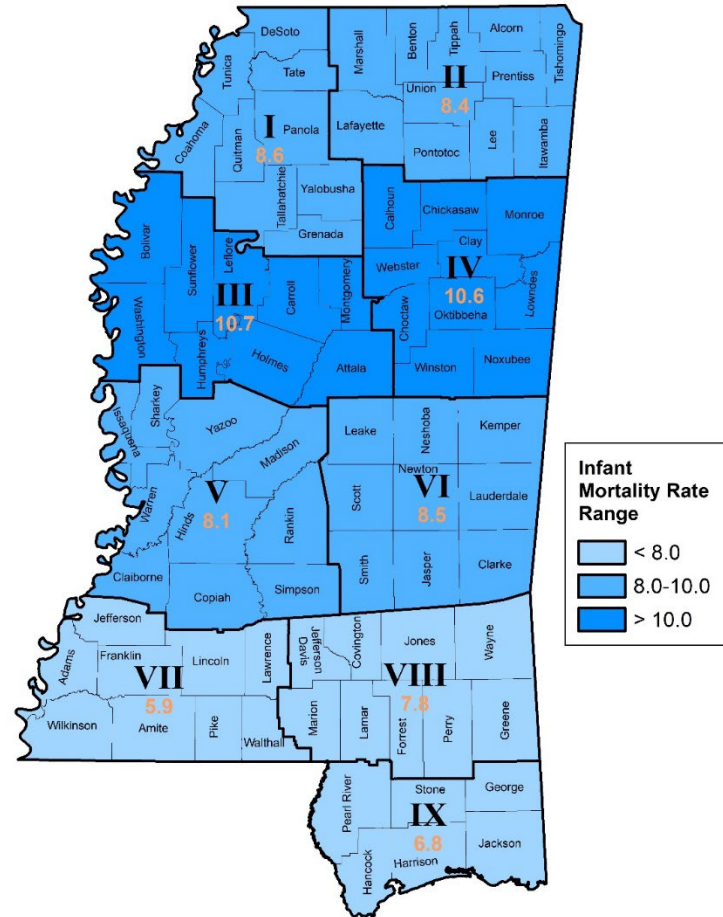 DeSoto
Tunica
Tate
Coahoma
Quitman
I
8.6
Panola
Tallahatchie
Yalobusha
Grenada
Marshall
Benton
Tippah
Alcorn
Tishomingo
II
Prentiss
Union
8.4
Lafayette
Pontotoc
Lee
Itawamba
Bolivar
Sunflower
Leflore
Carroll
Montgomery
III
10.7
Washington
Humphreys
Holmes
Attala
Calhoun
Chickasaw
Monroe
Clay
Webster
IV
10.6
Lowndes
Choctaw
Oktibbeha
Winston
Noxubee
Issaquena
Sharkey
Yazoo
Madison
Warren
V
8.1
Hinds
Rankin
Claiborne
Copiah
Simpson
Leake
Neshoba
Kemper
Newton
Scott
VI
8.5
Lauderdale
Smith
Jasper
Clarke
Jefferson
Adams
Franklin
Lincoln
Lawrence
VII
5.9
Wilkinson
Amite
Pike
Walthall
Jefferson
Davis
Covington
Jones
Wayne
VIII
7.8
Marion
Lamar
Forrest
Perry
Greene
Pearl River
Stone
George
IX
6.8
Hancock
Harrison
Jackson
Infant
Mortality Rate
Range
< 8.0
8.0-10.0
> 10.0